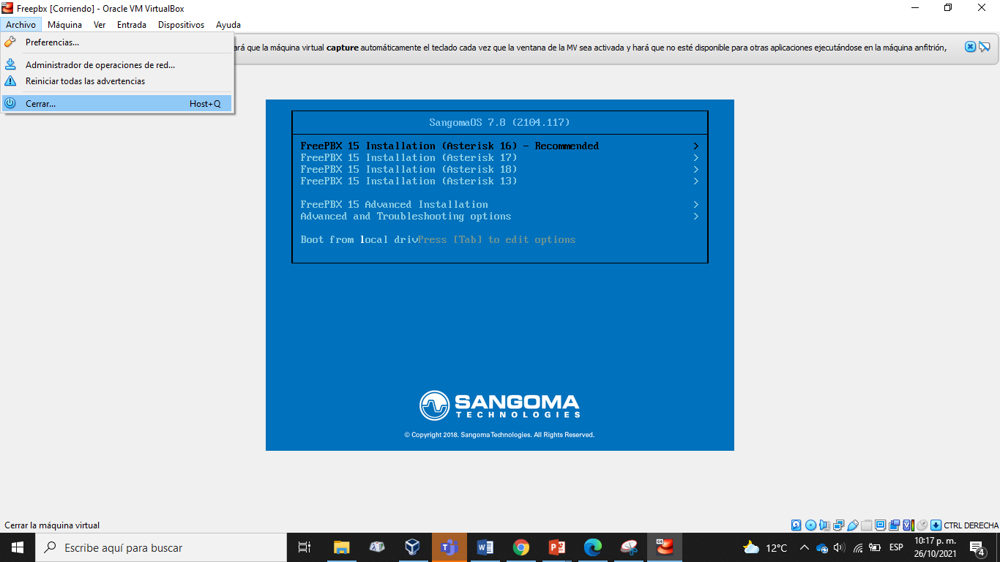 Freepbx [Corriendo] - Oracle VM VirtualBox
Archivo Máquina Ver Entrada Dispositivos Ayuda
Preferencias...
ará que la máquina virtual capture automáticamente el teclado cada vez que la ventana de la MV sea activada y hará que no esté disponible para otras aplicaciones ejecutándose en la máquina anfitrión,
Administrador de operaciones de red...
Reiniciar todas las advertencias
Cerrar... Host+Q
SangomaOS 7.8 (2104.117)
FreePBX 15 Installation (Asterisk 16) - Recommended >
FreePBX 15 Installation (Asterisk 17) >
FreePBX 15 Installation (Asterisk 18) >
FreePBX 15 Installation (Asterisk 13) >
FreePBX 15 Advanced Installation >
Advanced and Troubleshooting options >
Boot from local drivPress [Tab] to edit options
SANGOMA
TECHNOLOGIES
© Copyright 2018. Sangoma Technologies. All Rights Reserved.
Cerrar la máquina virtual
CTRL DERECHA
Escribe aquí para buscar
12°C
ESP
10:17 p. m.
26/10/2021
4